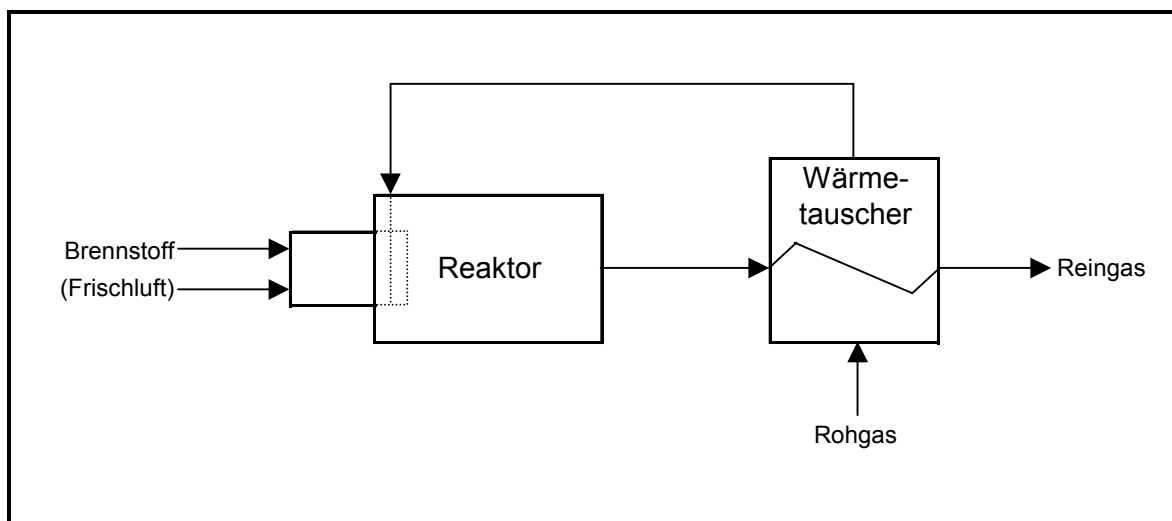 Wärme-
tauscher
Brennstoff
(Frischluft)
Reaktor
Reingas
Rohgas